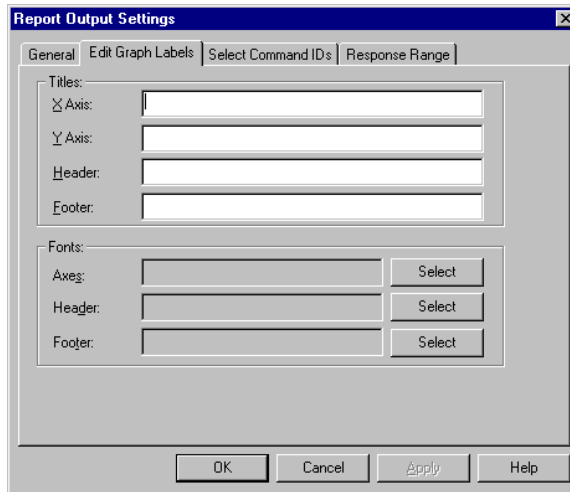 Report Output Settings
General Edit Graph Labels Select Command IDs Response Range
Titles:
X Axis:
Y Axis:
Header:
Footer:
Fonts:
Axes: Select
Header: Select
Footer: Select
OK Cancel Apply Help